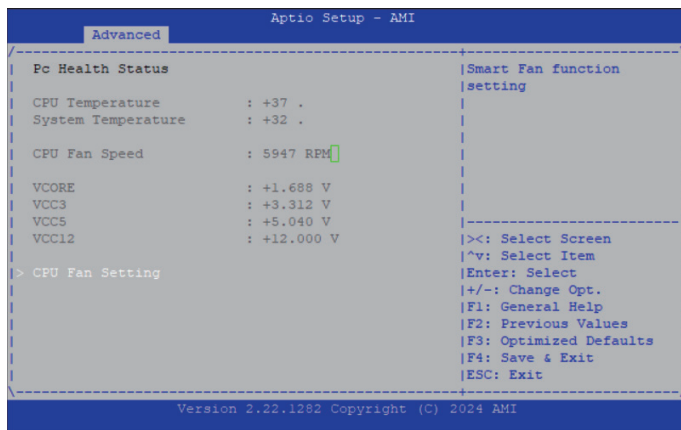 Aptio Setup - AMI
Advanced
Pc Health Status
CPU Temperature : +37 .
System Temperature : +32 .
CPU Fan Speed : 5947 RPM
VCORE : +1.688 V
VCC3 : +3.312 V
VCC5 : +5.040 V
VCC12 : +12.000 V
> CPU Fan Setting
Smart Fan function
setting
><: Select Screen
^v: Select Item
Enter: Select
+/-: Change Opt.
F1: General Help
F2: Previous Values
F3: Optimized Defaults
F4: Save & Exit
ESC: Exit
Version 2.22.1282 Copyright (C) 2024 AMI